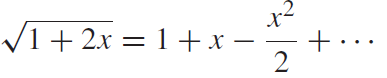 √(1 + 2x) = 1 + x − x²/2 + ⋯